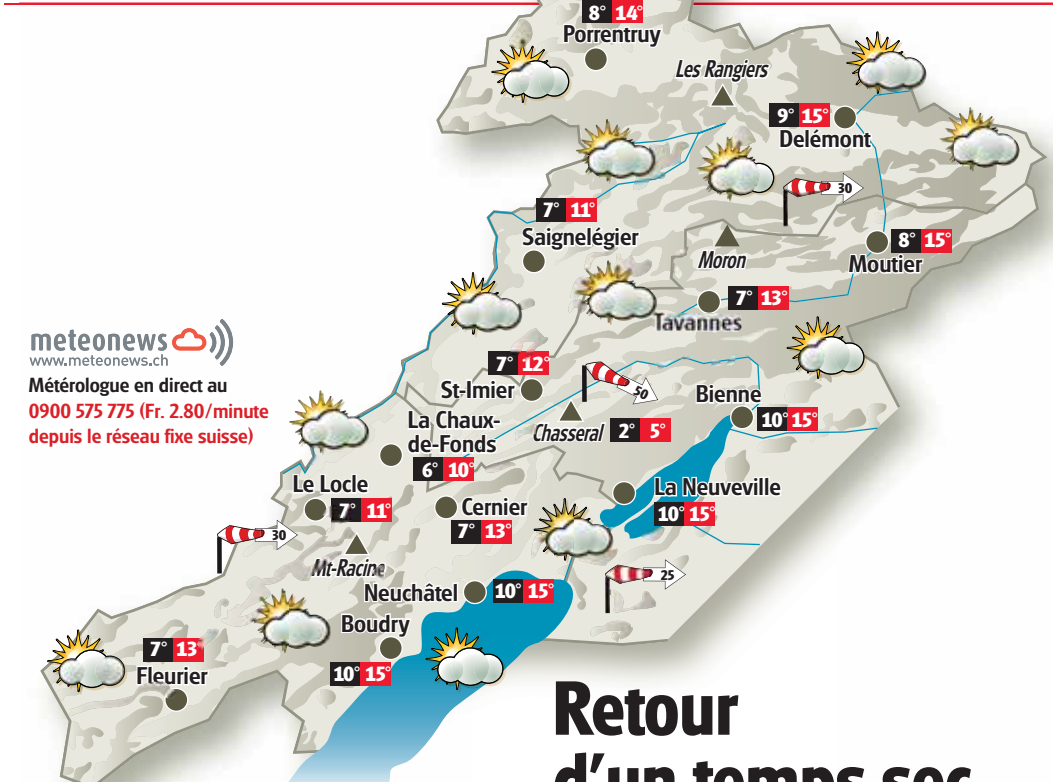 8° 14°
Porrentruy
Les Rangiers
9° 15°
Delémont
30
7° 11°
Saignelégier
Moron
8° 15°
Moutier
7° 13°
Tavannes
meteonews
www.meteonews.ch
Métérologue en direct au
0900 575 775 (Fr. 2.80/minute
depuis le réseau fixe suisse)
7° 12°
St-Imier
50
Chasseral 2° 5°
Bienne
10° 15°
La Chaux-
de-Fonds
6° 10°
Le Locle
7° 11°
Cernier
7° 13°
La Neuveville
10° 15°
30
Mt-Racine
25
Neuchâtel 10° 15°
Boudry
10° 15°
7° 13°
Fleurier
Retour
d'un temps sec